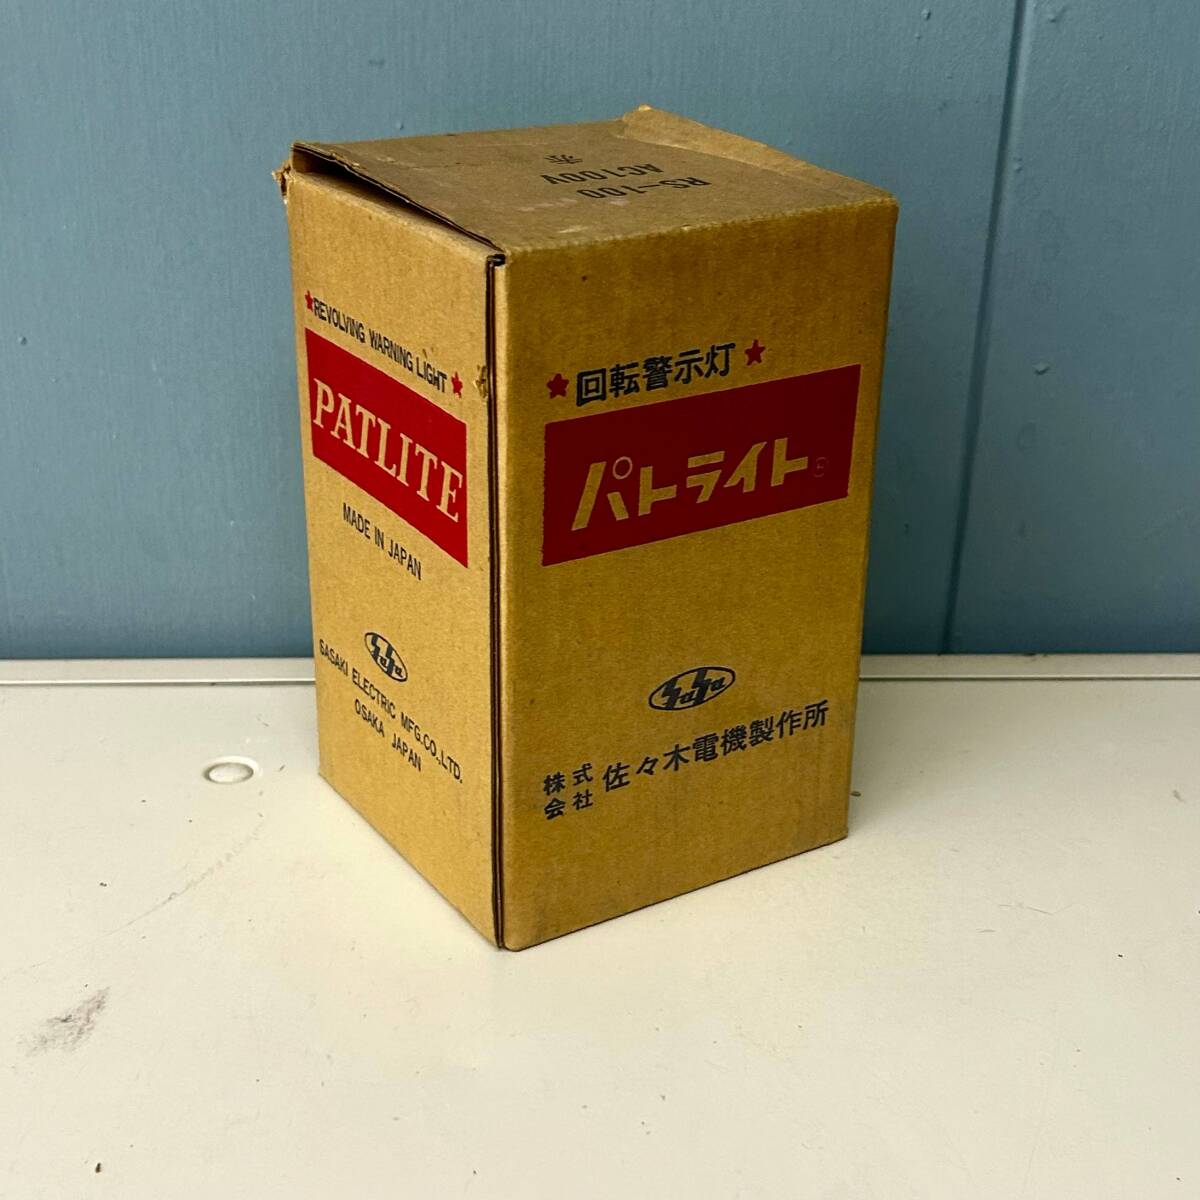 RS-100
AC100V
赤
★REVOLVING WARNING LIGHT★
PATLITE
MADE IN JAPAN
SaSa
SASAKI ELECTRIC MFG.CO.,LTD.
OSAKA JAPAN
★回転警示灯★
パトライト®
SaSa
株式会社 佐々木電機製作所